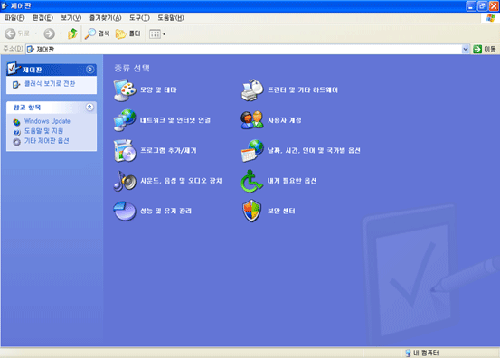 제어판
파일(F) 편집(E) 보기(V) 즐겨찾기(A) 도구(T) 도움말(H)
뒤로 검색 폴더
주소(D) 제어판 이동
제어판
클래식 보기로 전환
참고 항목
Windows Update
도움말 및 지원
기타 제어판 옵션
종류 선택
모양 및 테마
프린터 및 기타 하드웨어
네트워크 및 인터넷 연결
사용자 계정
프로그램 추가/제거
날짜, 시간, 언어 및 국가별 옵션
사운드, 음성 및 오디오 장치
내게 필요한 옵션
성능 및 유지 관리
보안 센터
내 컴퓨터